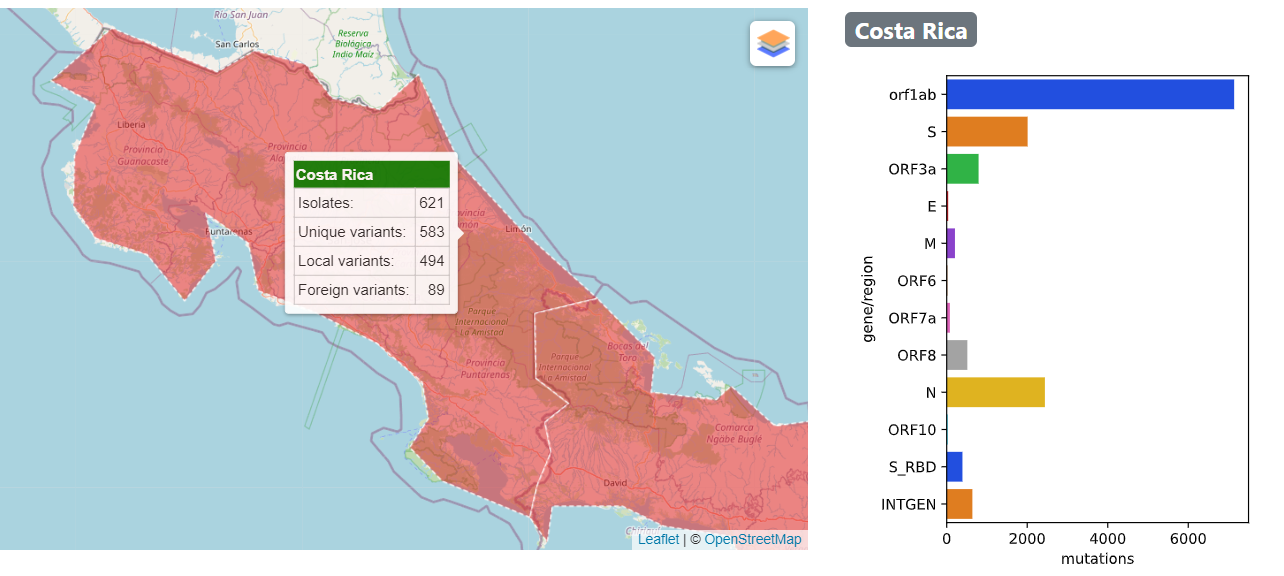 Río San Juan
San Carlos
Reserva
Biológica
Indio Maíz
Liberia
Provincia
Guanacaste
Provincia
Puntarenas
Limón
Costa Rica
Isolates: 621
Unique variants: 583
Local variants: 494
Foreign variants: 89
Parque
Internacional
La Amistad
Provincia
Puntarenas
Bocas del
Toro
Parque
Internacional
La Amistad
Comarca
Ngäbe Buglé
David
Leaflet | © OpenStreetMap
Costa Rica
gene/region
orf1ab
S
ORF3a
E
M
ORF6
ORF7a
ORF8
N
ORF10
S_RBD
INTGEN
0 2000 4000 6000
mutations